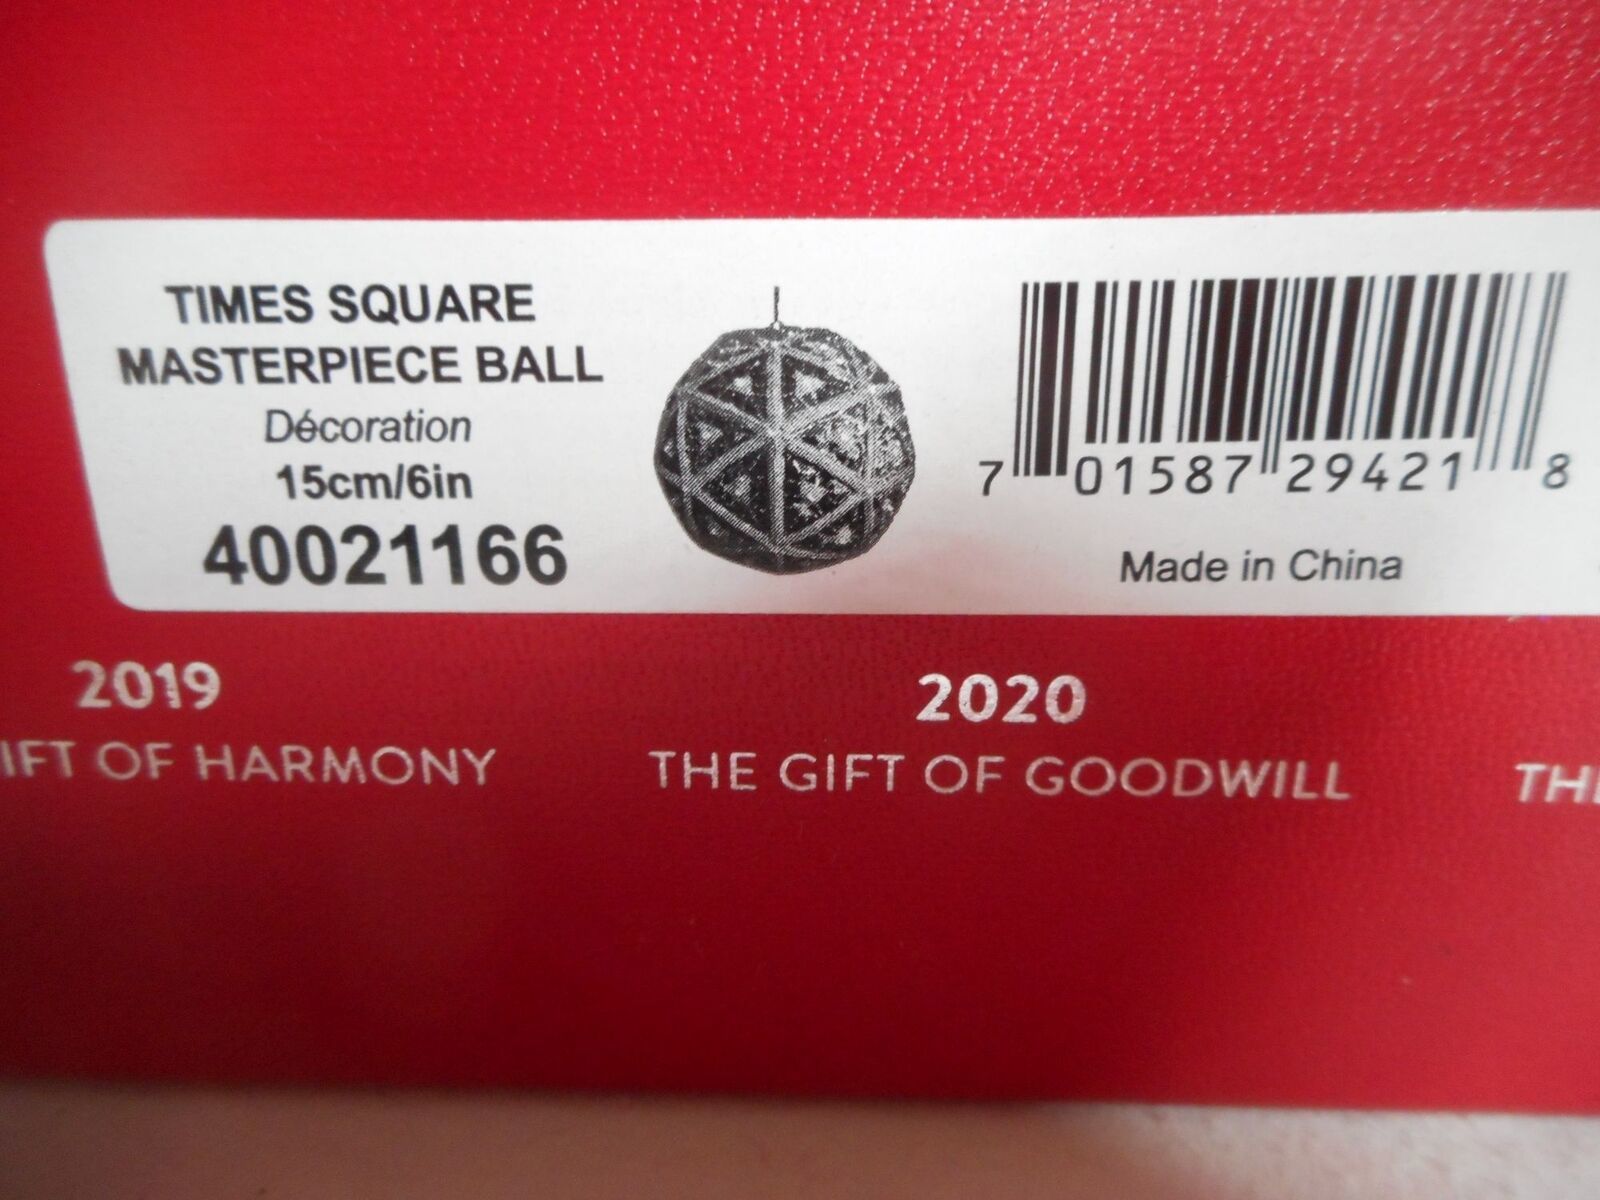 TIMES SQUARE
MASTERPIECE BALL
Décoration
15cm/6in
40021166
7 01587 29421 8
Made in China
2019
OF HARMONY
2020
THE GIFT OF GOODWILL